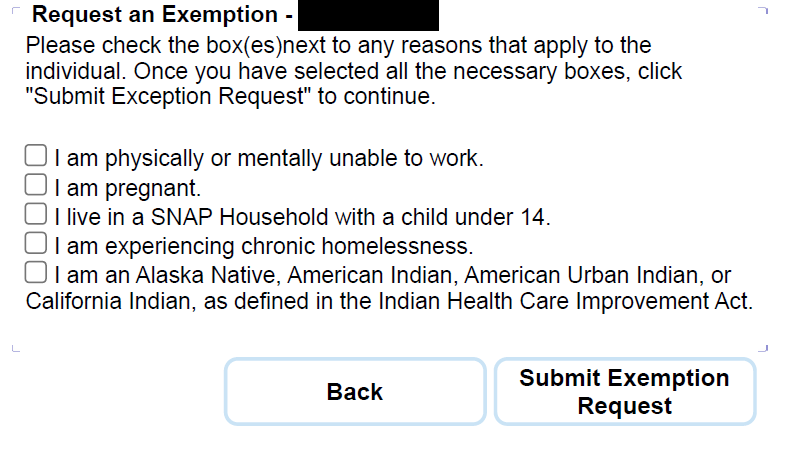 Request an Exemption -
Please check the box(es)next to any reasons that apply to the
individual. Once you have selected all the necessary boxes, click
"Submit Exception Request" to continue.
I am physically or mentally unable to work.
I am pregnant.
I live in a SNAP Household with a child under 14.
I am experiencing chronic homelessness.
I am an Alaska Native, American Indian, American Urban Indian, or
California Indian, as defined in the Indian Health Care Improvement Act.
Back
Submit Exemption
Request